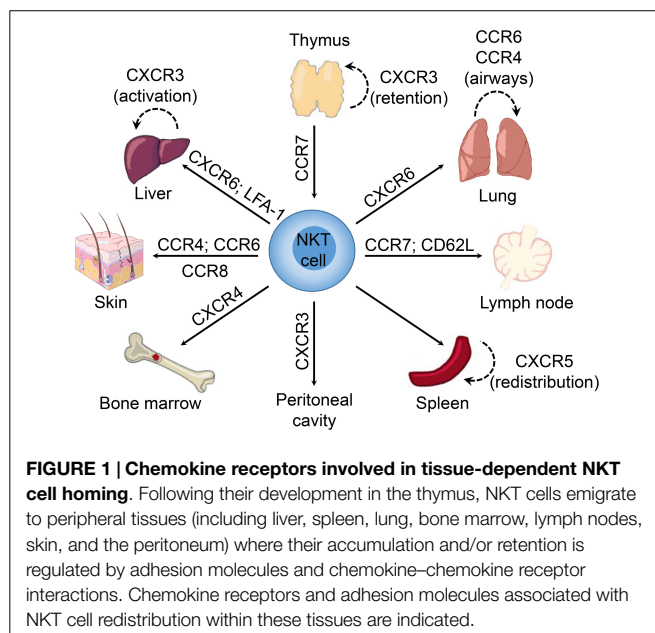 Thymus
CXCR3
(retention)
CXCR3
(activation)
CCR6
CCR4
(airways)
CCR7
Liver
CXCR6; LFA-1
CXCR6
Lung
NKT
cell
CCR4; CCR6
CCR8
Skin
CCR7; CD62L
Lymph node
CXCR4
Bone marrow
CXCR3
Peritoneal
cavity
CXCR5
(redistribution)
Spleen
FIGURE 1 | Chemokine receptors involved in tissue-dependent NKT
cell homing. Following their development in the thymus, NKT cells emigrate
to peripheral tissues (including liver, spleen, lung, bone marrow, lymph nodes,
skin, and the peritoneum) where their accumulation and/or retention is
regulated by adhesion molecules and chemokine–chemokine receptor
interactions. Chemokine receptors and adhesion molecules associated with
NKT cell redistribution within these tissues are indicated.